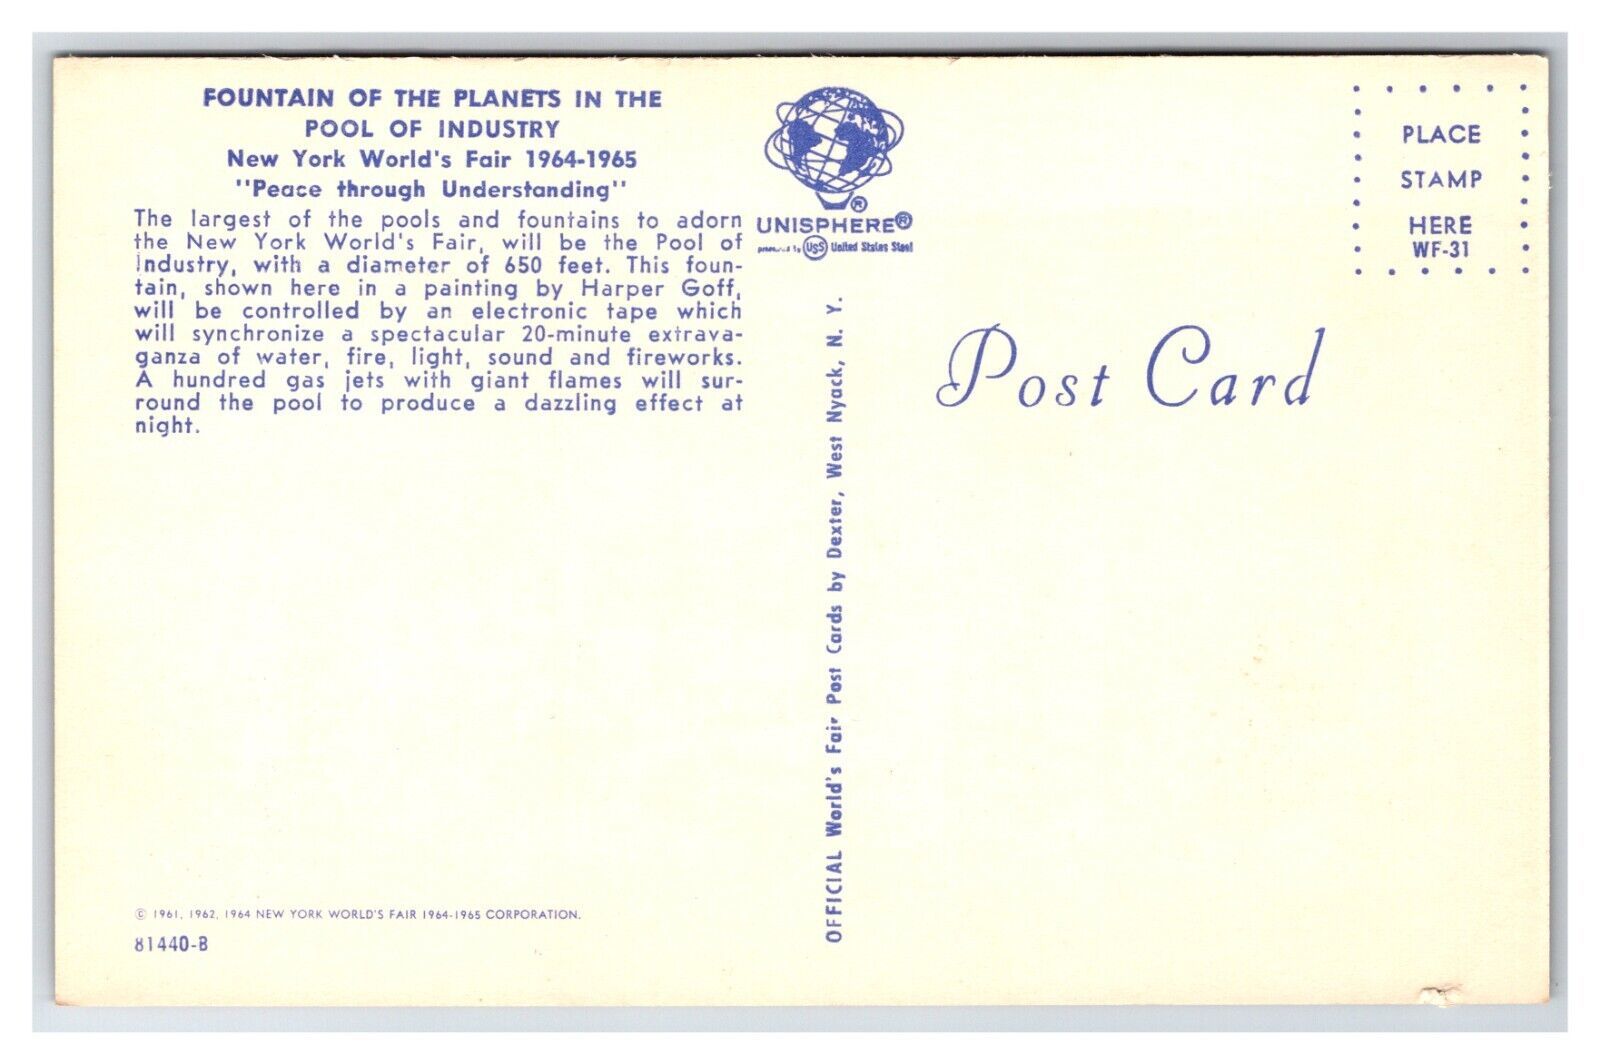 FOUNTAIN OF THE PLANETS IN THE
POOL OF INDUSTRY
New York World's Fair 1964-1965
"Peace through Understanding"
The largest of the pools and fountains to adorn
the New York World's Fair, will be the Pool of
Industry, with a diameter of 650 feet. This foun-
tain, shown here in a painting by Harper Goff,
will be controlled by an electronic tape which
will synchronize a spectacular 20-minute extrava-
ganza of water, fire, light, sound and fireworks.
A hundred gas jets with giant flames will sur-
round the pool to produce a dazzling effect at
night.
© 1961, 1962, 1964 NEW YORK WORLD'S FAIR 1964-1965 CORPORATION.
81440-B
®
UNISPHERE®
by USS United States Steel
OFFICIAL World's Fair Post Cards by Dexter, West Nyack, N. Y.
PLACE
STAMP
HERE
WF-31
Post Card